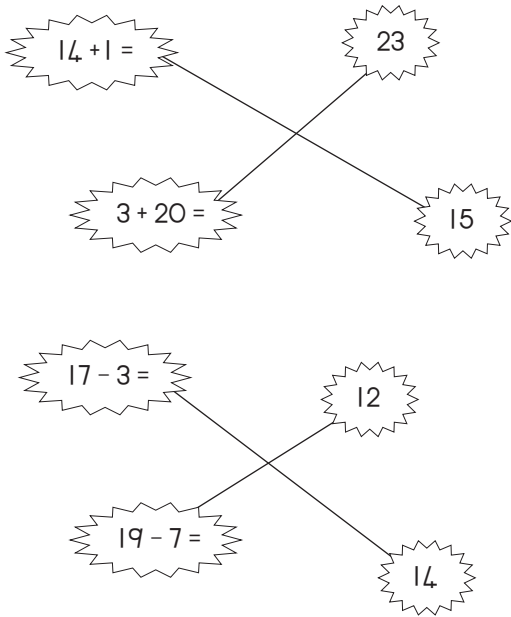 14 + 1 =
23
3 + 20 =
15
17 − 3 =
12
19 − 7 =
14